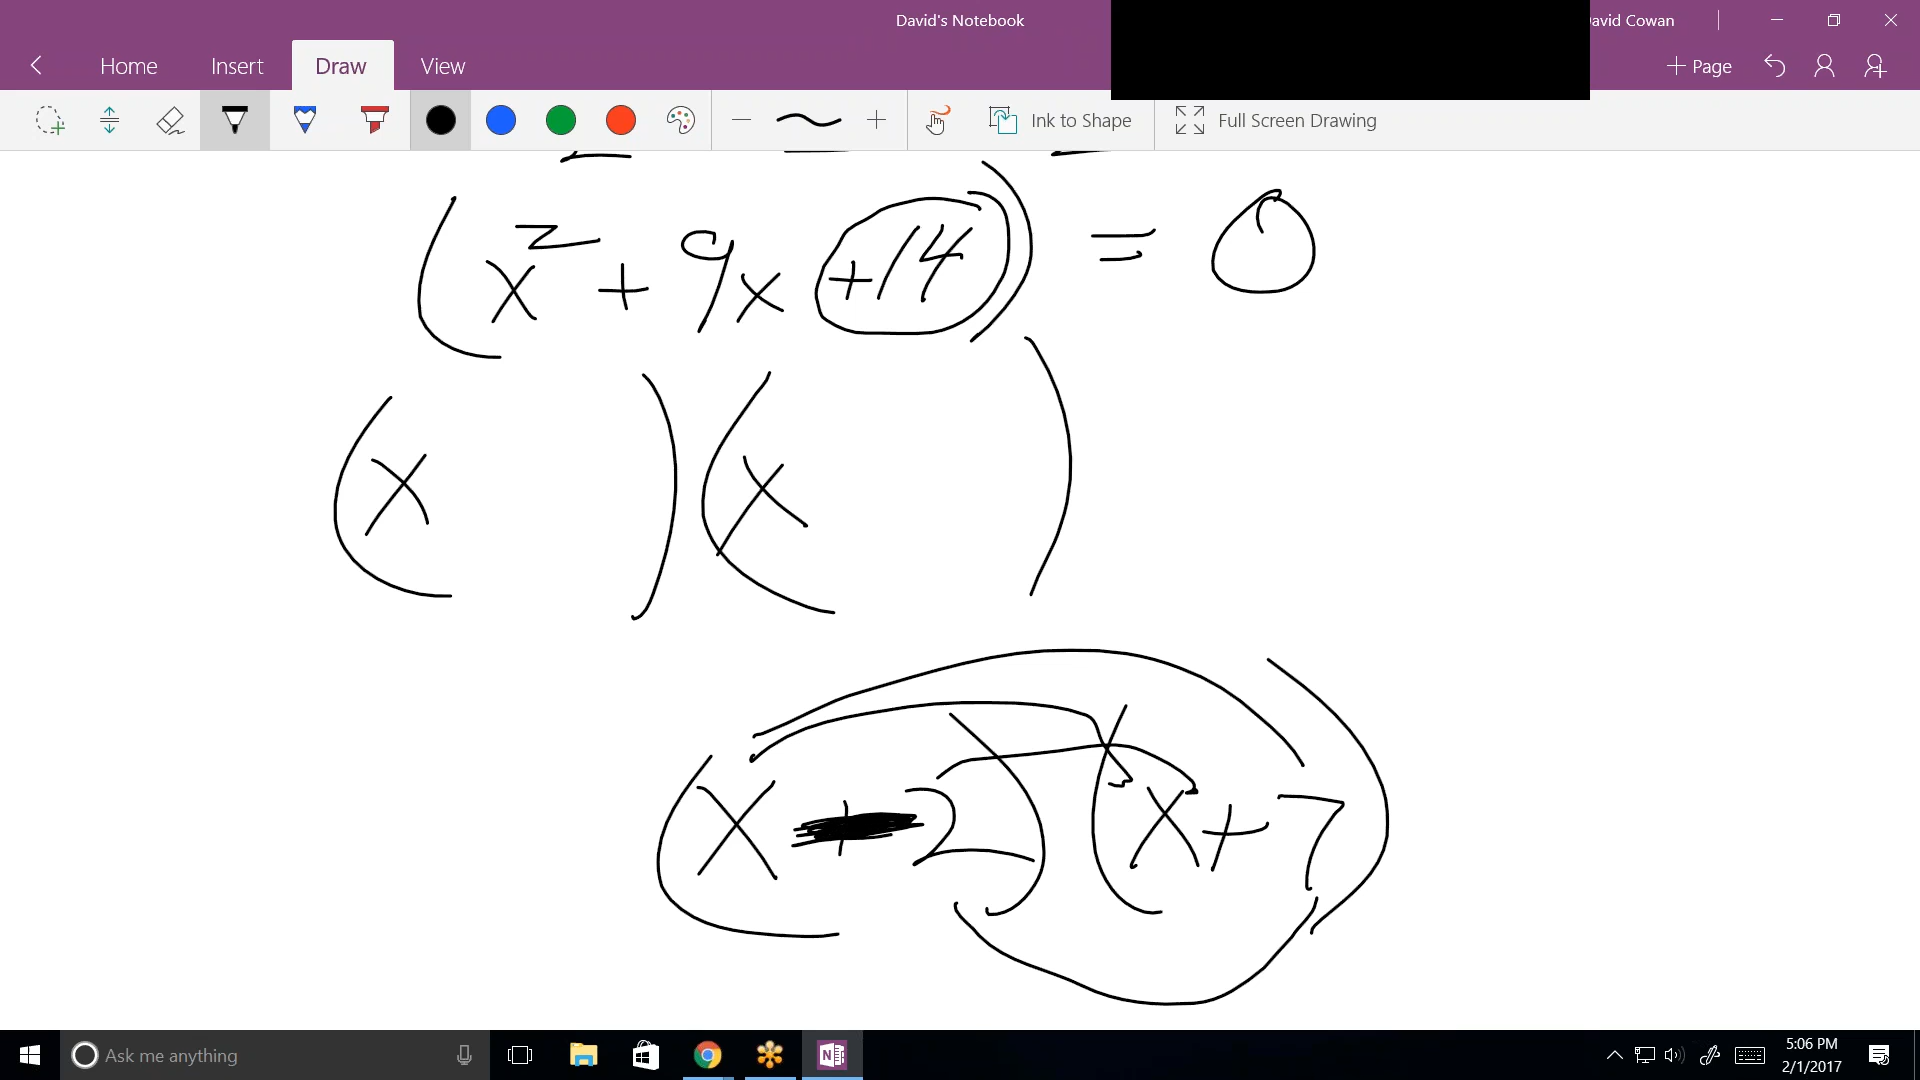 David's Notebook
avid Cowan
Home Insert Draw View
Page
Ink to Shape
Full Screen Drawing
(x² + 9x +14)) = 0
(x )(x )
(x + 2)(x + 7)
Ask me anything
N
5:06 PM
2/1/2017